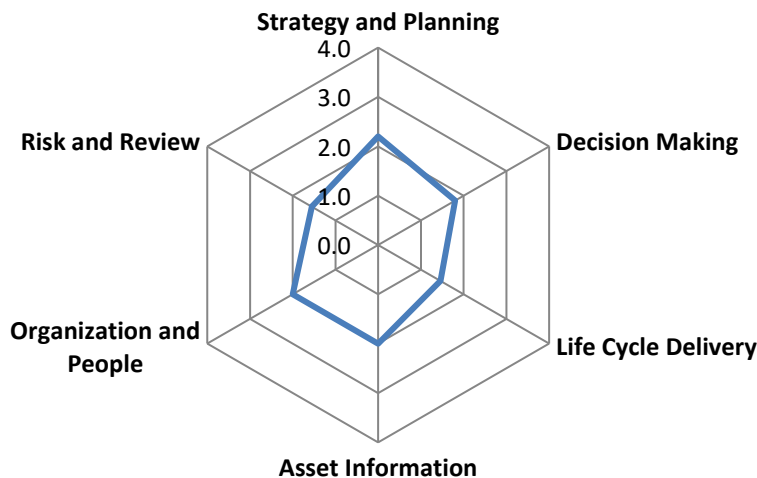 Strategy and Planning
4.0
3.0
Risk and Review
2.0
Decision Making
1.0
0.0
Organization and
People
Life Cycle Delivery
Asset Information